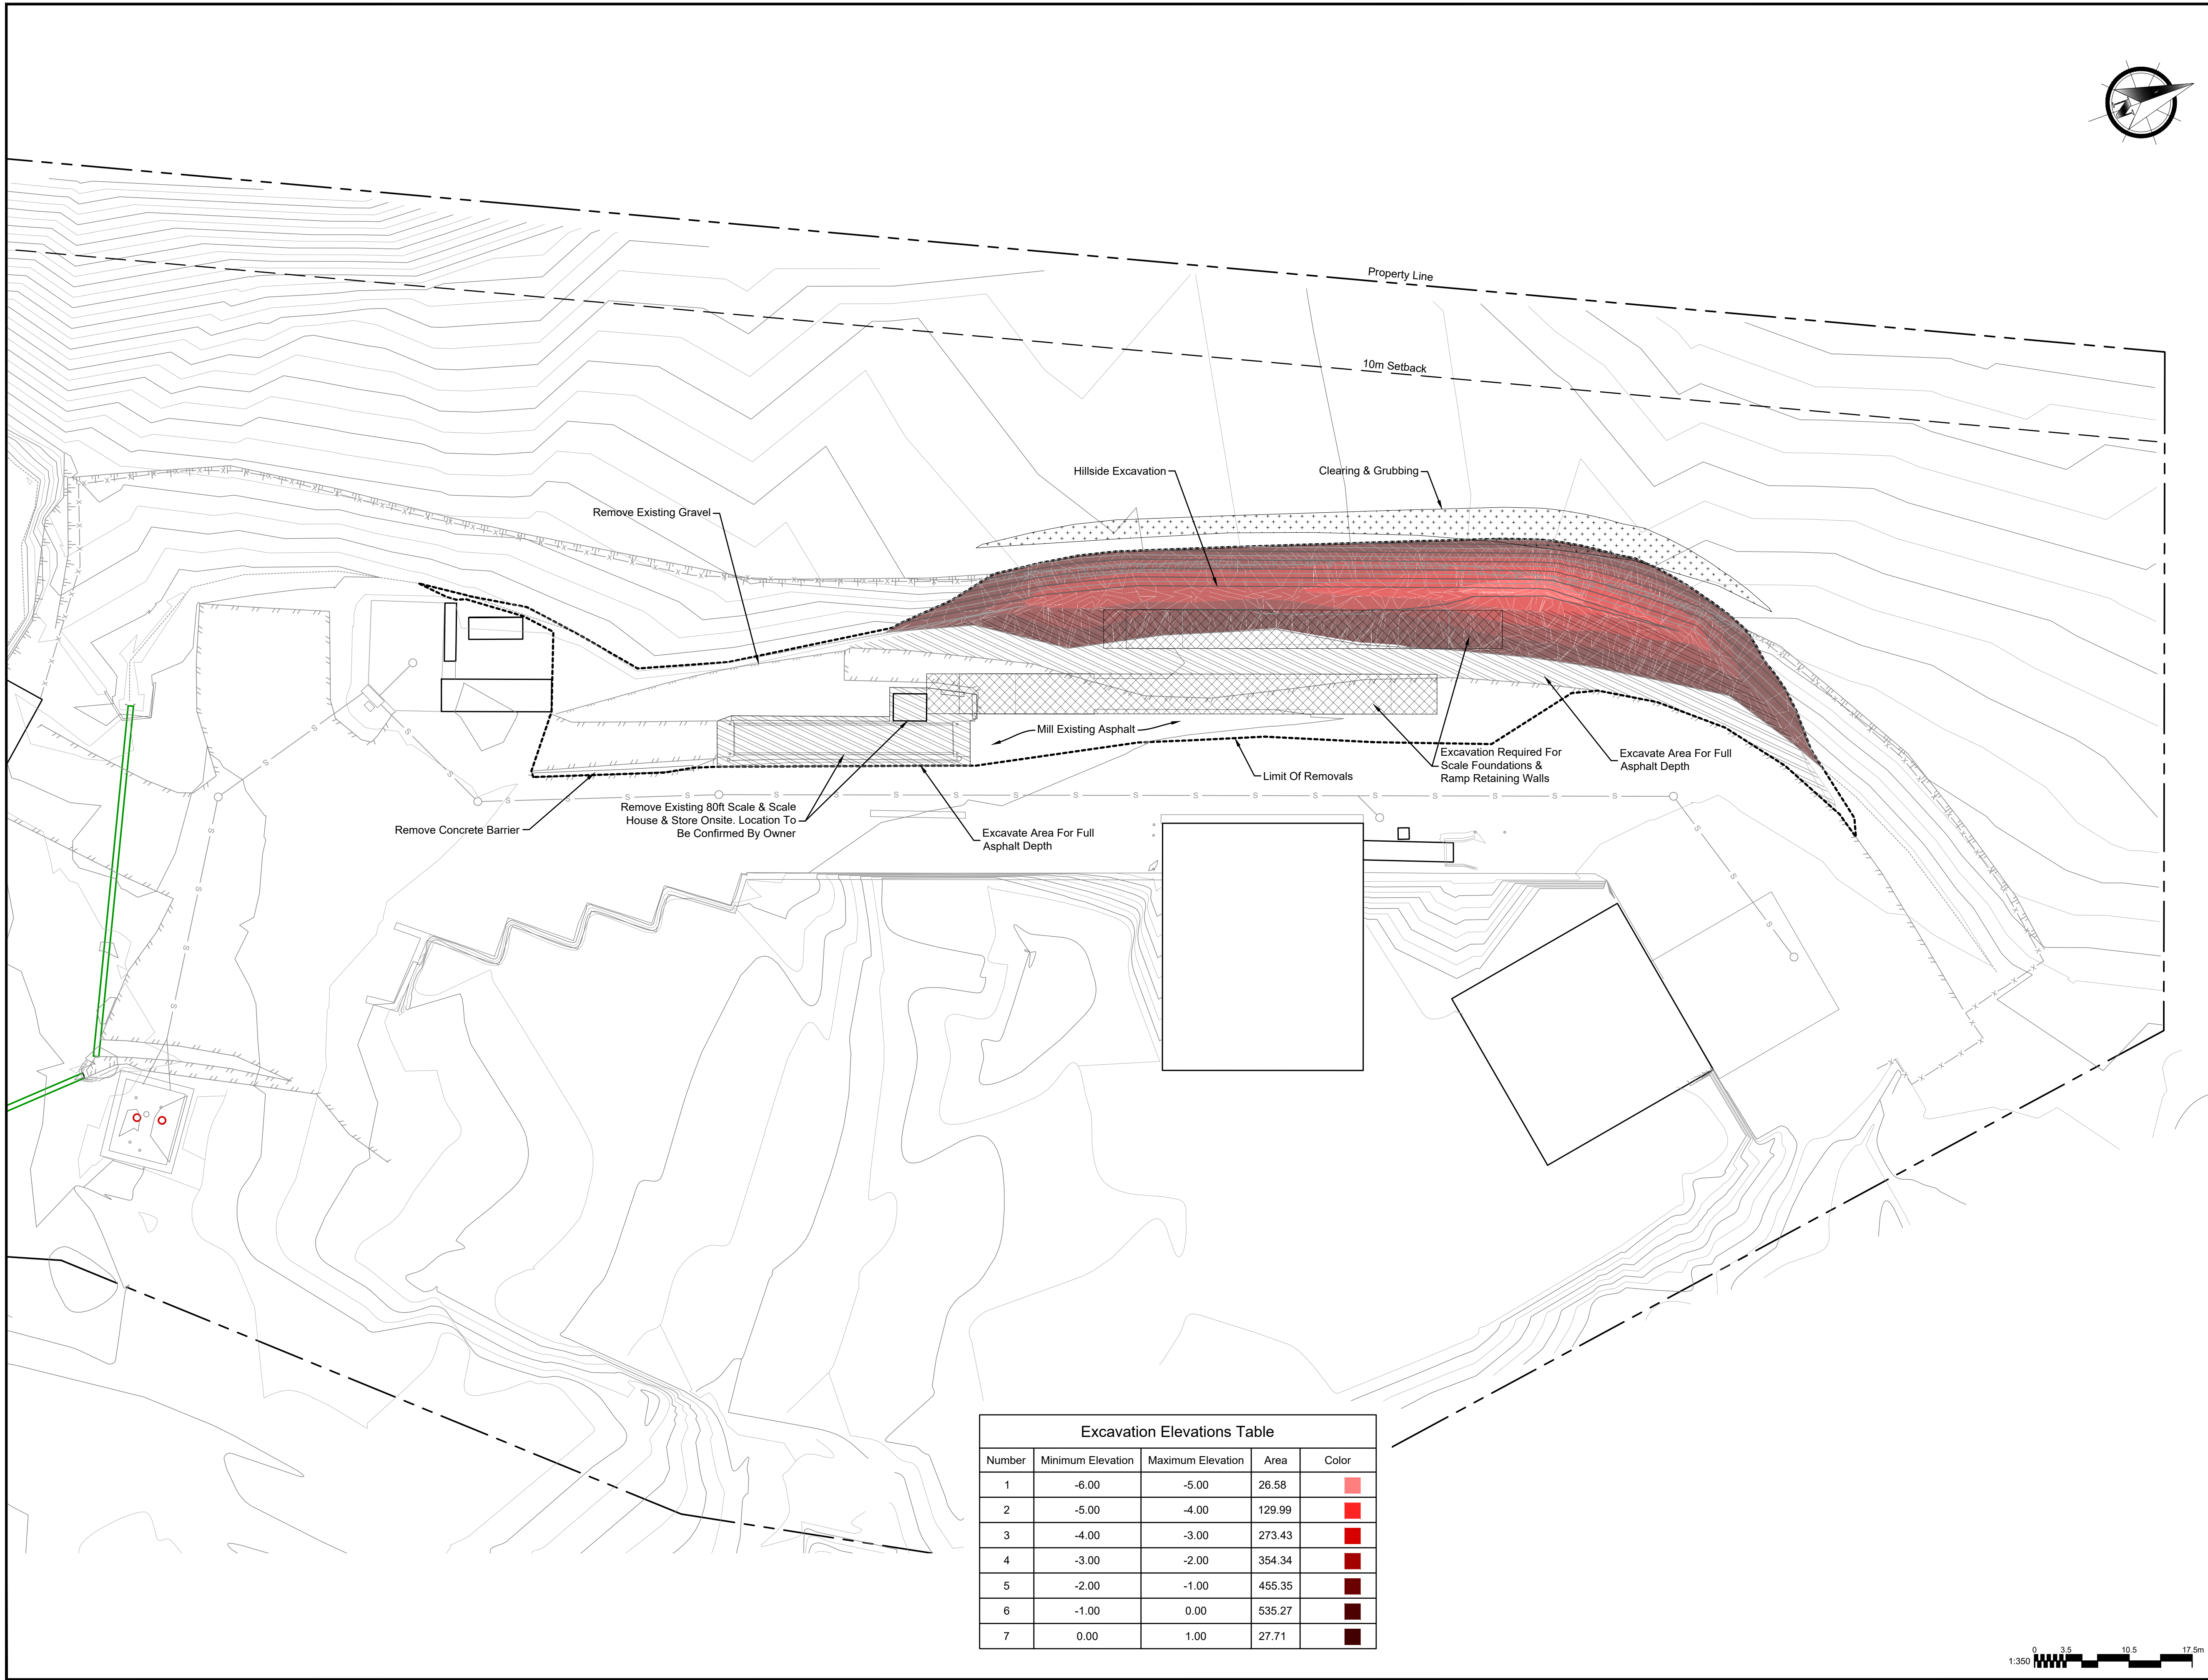 Property Line
10m Setback
Hillside Excavation
Clearing & Grubbing
Remove Existing Gravel
Mill Existing Asphalt
Limit Of Removals
Excavation Required For
Scale Foundations &
Ramp Retaining Walls
Excavate Area For Full
Asphalt Depth
Remove Concrete Barrier
Remove Existing 80ft Scale & Scale
House & Store Onsite. Location To
Be Confirmed By Owner
Excavate Area For Full
Asphalt Depth
Excavation Elevations Table
Number Minimum Elevation Maximum Elevation Area Color
1 -6.00 -5.00 26.58
2 -5.00 -4.00 129.99
3 -4.00 -3.00 273.43
4 -3.00 -2.00 354.34
5 -2.00 -1.00 455.35
6 -1.00 0.00 535.27
7 0.00 1.00 27.71
0 3.5 10.5 17.5m
1:350